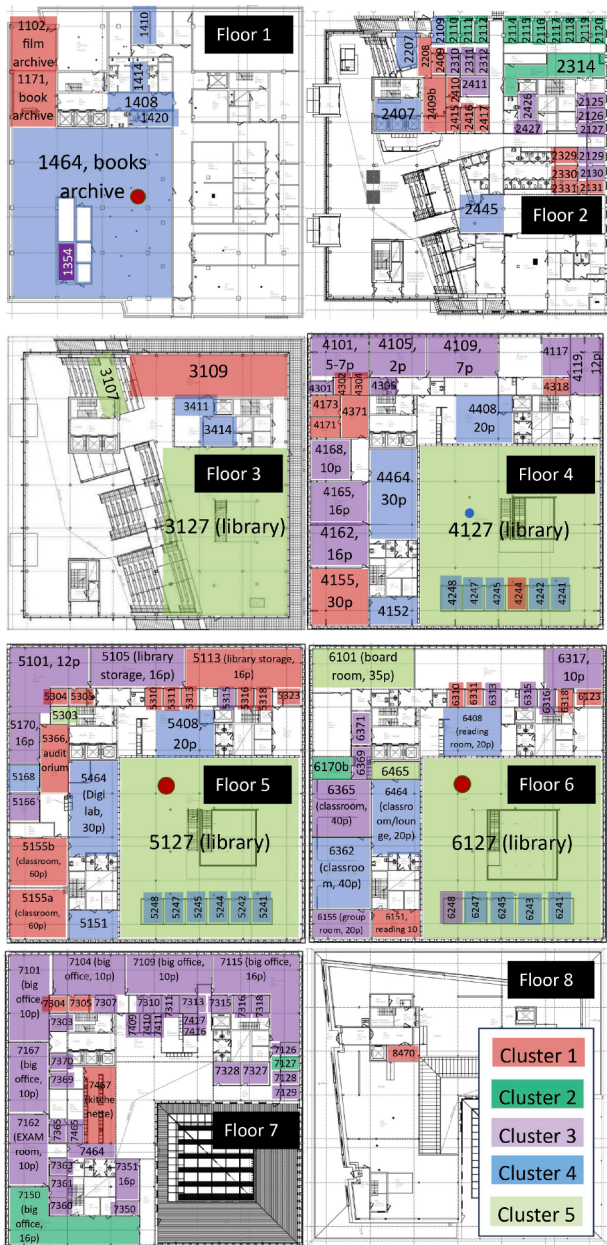 Floor 1
1102,
film
archive
1171,
book
archive
1410
1414
1408
1420
1464, books
archive
1354
Floor 2
2207
2208
2109
2110
2111
2112
2114
2115
2116
2117
2118
2119
2120
2409
2310
2311
2312
2314
2409b
2410
2411
2407
2415
2416
2417
2426
2427
2125
2126
2127
2329
2129
2330
2130
2331
2131
2445
Floor 3
3107
3109
3411
3414
3127 (library)
Floor 4
4101,
5-7p
4105,
2p
4109,
7p
4117
4119,
12p
4301
4302
4304
4305
4318
4173
4171
4371
4408,
20p
4168,
10p
4464,
30p
4165,
16p
4162,
16p
4127 (library)
4155,
30p
4152
4248
4247
4245
4244
4242
4241
Floor 5
5101, 12p
5105 (library
storage, 16p)
5113 (library
storage, 16p)
5304
5305
5310
5311
5313
5315
5316
5318
5323
5303
5170,
16p
5366,
audit
orium
5408,
20p
5168
5464
(Digi
lab,
30p)
5166
5127 (library)
5155b
(classroom,
60p)
5155a
(classroom,
60p)
5151
5248
5247
5245
5244
5242
5241
Floor 6
6101 (board
room, 35p)
6317,
10p
6310
6311
6313
6315
6316
6318
6123
6371
6369
6408
(reading
room, 20p)
6170b
6465
6365
(classroom,
40p)
6464
(classro
om/loun
ge, 20p)
6362
(classroo
m, 40p)
6127 (library)
6155 (group
room, 20p)
6151,
reading 10
6248
6247
6245
6243
6241
Floor 7
7101
(big
office,
10p)
7104 (big
office, 10p)
7109 (big
office, 10p)
7115 (big office,
16p)
7304
7305
7307
7310
7311
7313
7315
7316
7318
7303
7409
7410
7411
7417
7416
7370
7369
7167
(big
office,
10p)
7467
(kitche
nette)
7328
7327
7126
7127
7128
7129
7162
(EXAM
room,
10p)
7365
7465
7464
7363
7361
7360
7351
16p
7350
7150 (big
office,
16p)
Floor 8
8470
Cluster 1
Cluster 2
Cluster 3
Cluster 4
Cluster 5